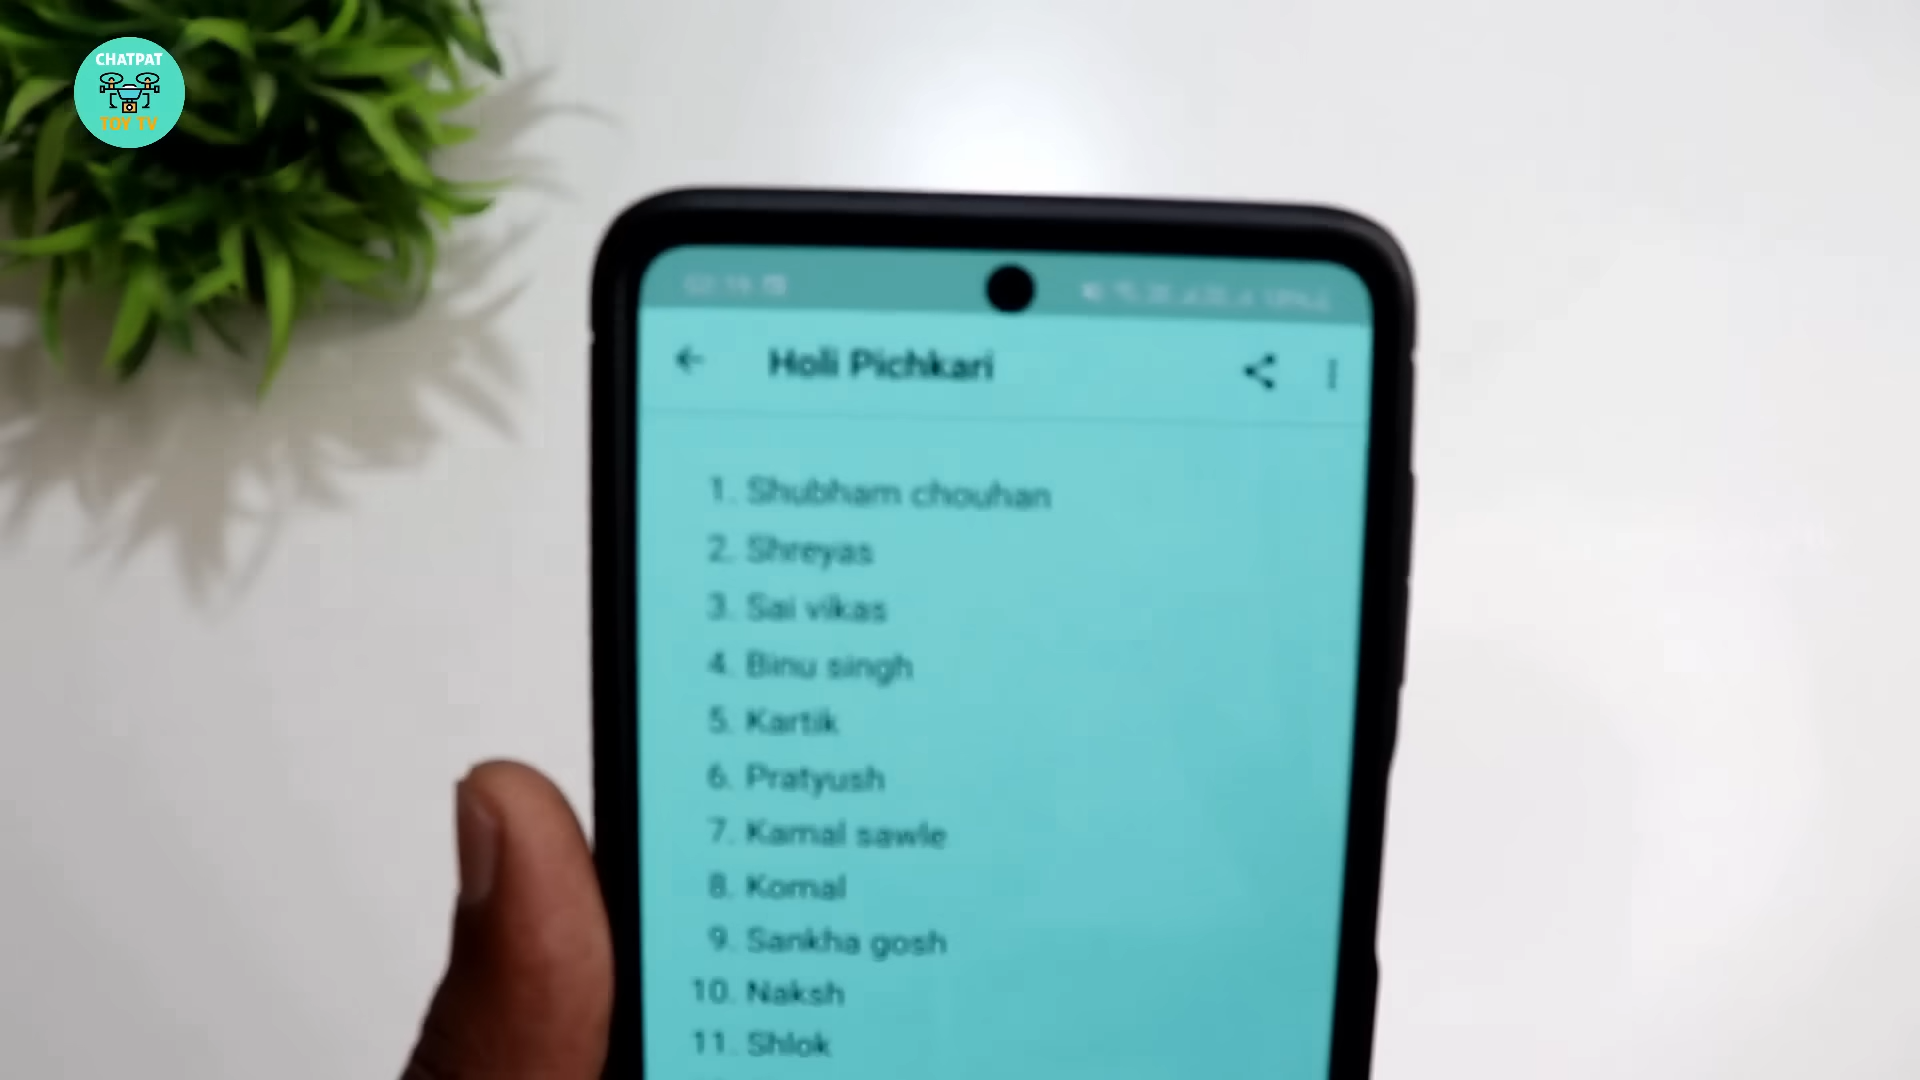 CHATPAT
TOY TV
Holi Pichkari
1. Shubham chouhan
2. Shreyas
3. Sai vikas
4. Binu singh
5. Kartik
6. Pratyush
7. Kamal sawle
8. Komal
9. Sankha gosh
10. Naksh
11. Shlok